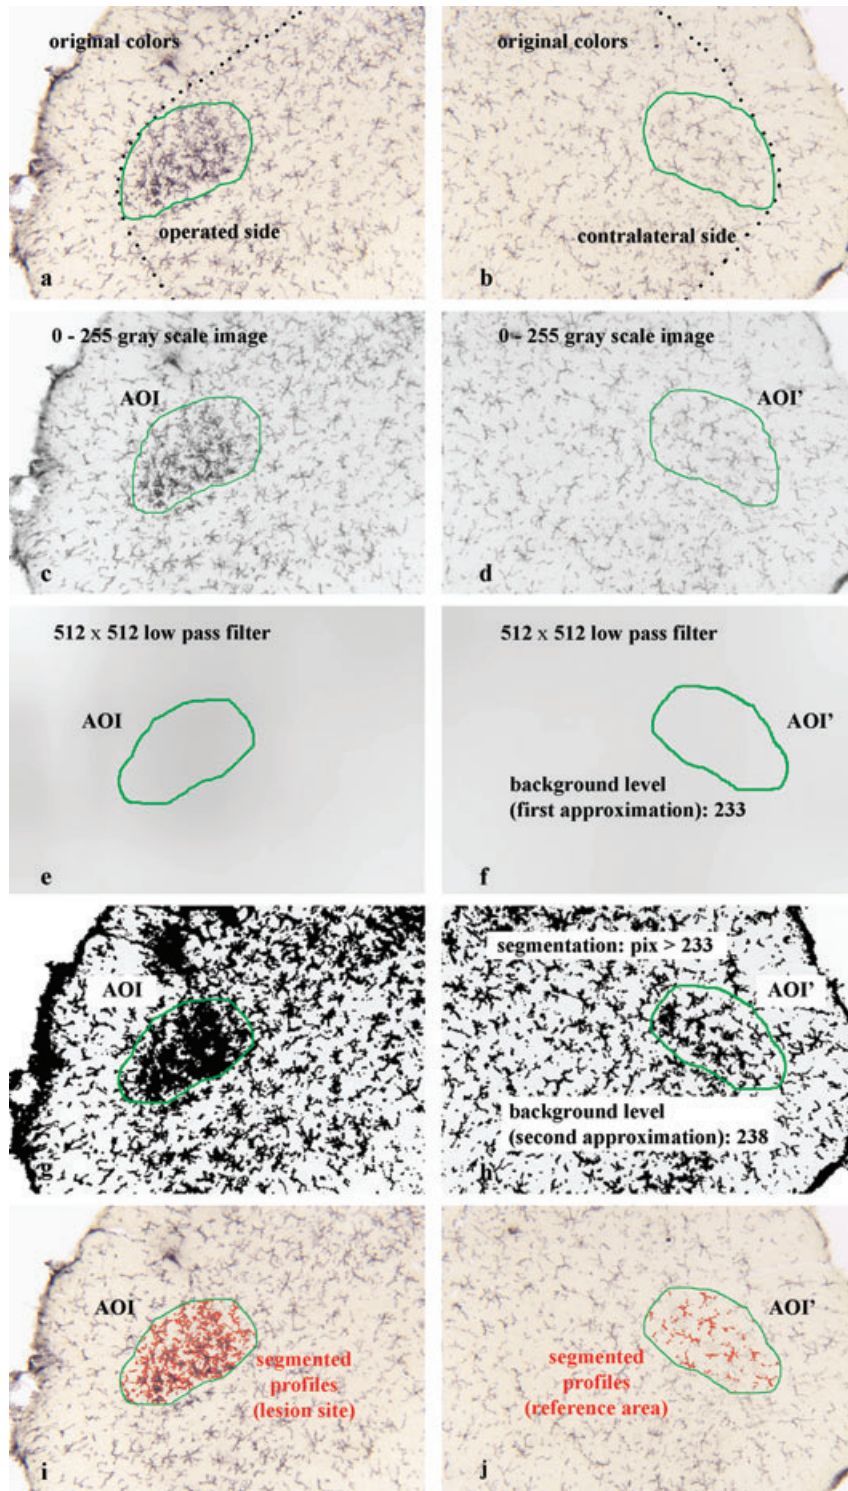 original colors
operated side
a
original colors
contralateral side
b
0 - 255 gray scale image
AOI
c
0 - 255 gray scale image
AOI'
d
512 x 512 low pass filter
AOI
e
512 x 512 low pass filter
AOI'
background level
(first approximation): 233
f
AOI
g
segmentation: pix > 233
AOI'
background level
(second approximation): 238
h
AOI
segmented
profiles
(lesion site)
i
AOI'
segmented
profiles
(reference area)
j